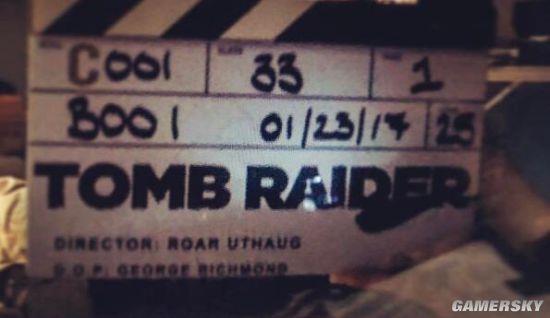 C001 33 1
B001 01/23/17 25
TOMB RAIDER
DIRECTOR: ROAR UTHAUG
D.O.P: GEORGE RICHMOND
GAMERSKY